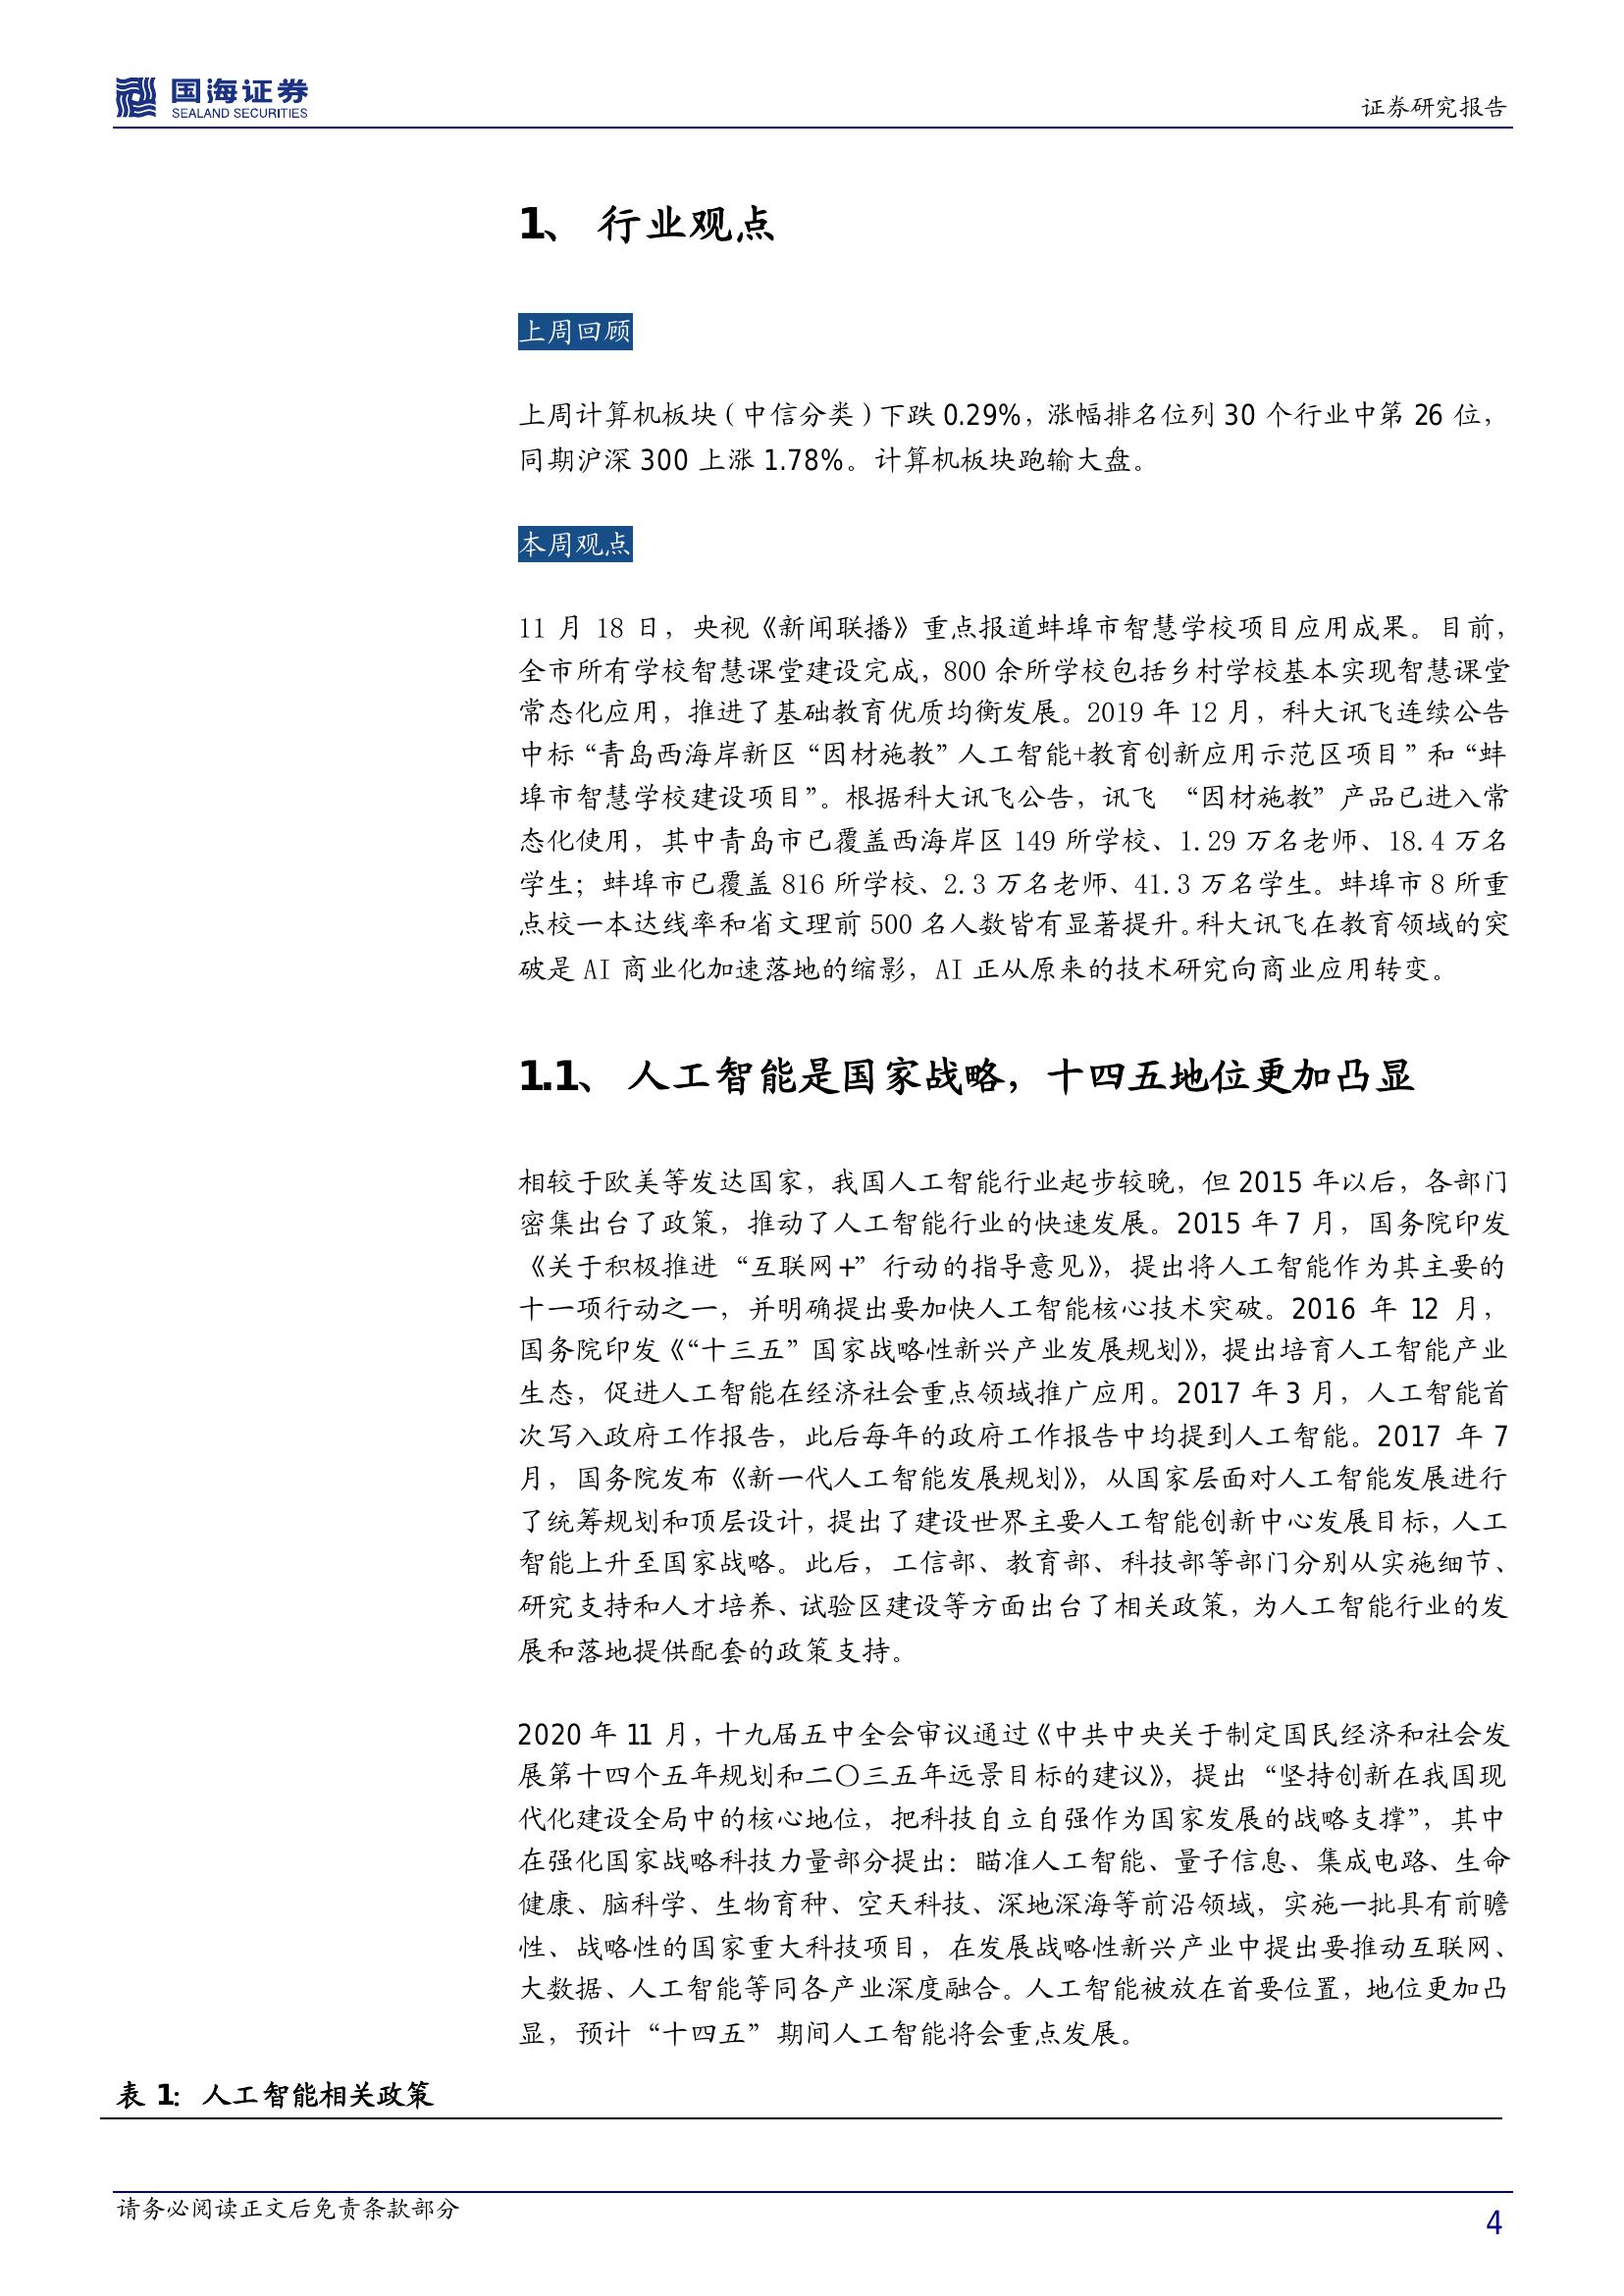 国海证券
SEALAND SECURITIES
证券研究报告
1、 行业观点
上周回顾
上周计算机板块（中信分类）下跌 0.29%，涨幅排名位列 30 个行业中第 26 位，
同期沪深 300 上涨 1.78%。计算机板块跑输大盘。
本周观点
11 月 18 日，央视《新闻联播》重点报道蚌埠市智慧学校项目应用成果。目前，
全市所有学校智慧课堂建设完成，800 余所学校包括乡村学校基本实现智慧课堂
常态化应用，推进了基础教育优质均衡发展。2019 年 12 月，科大讯飞连续公告
中标“青岛西海岸新区“因材施教”人工智能+教育创新应用示范区项目”和“蚌
埠市智慧学校建设项目”。根据科大讯飞公告，讯飞 “因材施教”产品已进入常
态化使用，其中青岛市已覆盖西海岸区 149 所学校、1.29 万名老师、18.4 万名
学生；蚌埠市已覆盖 816 所学校、2.3 万名老师、41.3 万名学生。蚌埠市 8 所重
点校一本达线率和省文理前 500 名人数皆有显著提升。科大讯飞在教育领域的突
破是 AI 商业化加速落地的缩影，AI 正从原来的技术研究向商业应用转变。
1.1、 人工智能是国家战略，十四五地位更加凸显
相较于欧美等发达国家，我国人工智能行业起步较晚，但 2015 年以后，各部门
密集出台了政策，推动了人工智能行业的快速发展。2015 年 7 月，国务院印发
《关于积极推进“互联网+”行动的指导意见》，提出将人工智能作为其主要的
十一项行动之一，并明确提出要加快人工智能核心技术突破。2016 年 12 月，
国务院印发《“十三五”国家战略性新兴产业发展规划》，提出培育人工智能产业
生态，促进人工智能在经济社会重点领域推广应用。2017 年 3 月，人工智能首
次写入政府工作报告，此后每年的政府工作报告中均提到人工智能。2017 年 7
月，国务院发布《新一代人工智能发展规划》，从国家层面对人工智能发展进行
了统筹规划和顶层设计，提出了建设世界主要人工智能创新中心发展目标，人工
智能上升至国家战略。此后，工信部、教育部、科技部等部门分别从实施细节、
研究支持和人才培养、试验区建设等方面出台了相关政策，为人工智能行业的发
展和落地提供配套的政策支持。
2020 年 11 月，十九届五中全会审议通过《中共中央关于制定国民经济和社会发
展第十四个五年规划和二〇三五年远景目标的建议》，提出“坚持创新在我国现
代化建设全局中的核心地位，把科技自立自强作为国家发展的战略支撑”，其中
在强化国家战略科技力量部分提出：瞄准人工智能、量子信息、集成电路、生命
健康、脑科学、生物育种、空天科技、深地深海等前沿领域，实施一批具有前瞻
性、战略性的国家重大科技项目，在发展战略性新兴产业中提出要推动互联网、
大数据、人工智能等同各产业深度融合。人工智能被放在首要位置，地位更加凸
显，预计“十四五”期间人工智能将会重点发展。
表 1：人工智能相关政策
请务必阅读正文后免责条款部分
4